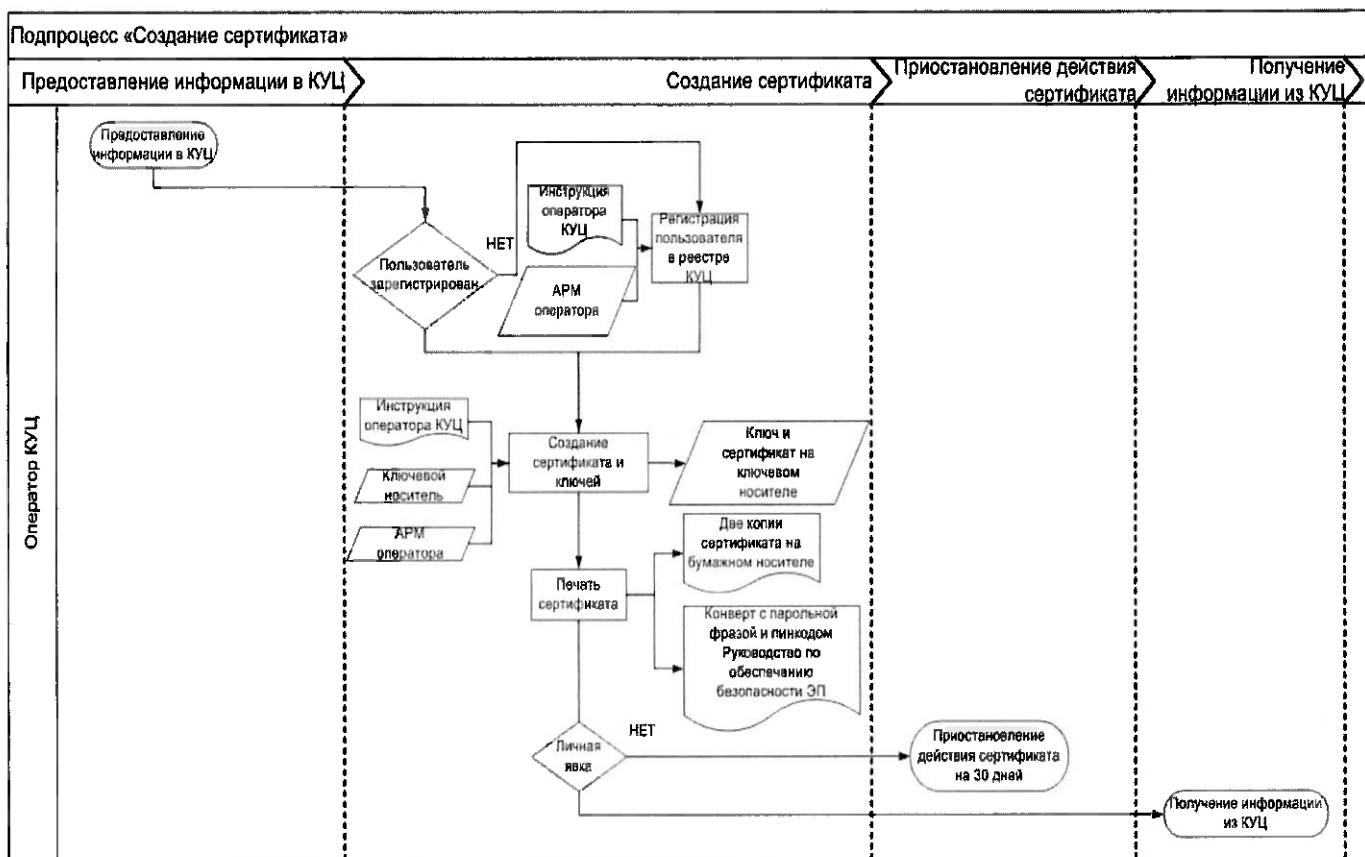 Подпроцесс «Создание сертификата»
Предоставление информации в КУЦ
Создание сертификата
Приостановление действия
сертификата
Получение
информации из КУЦ
Оператор КУЦ
Предоставление
информации в КУЦ
Пользователь
зарегистрирован
НЕТ
Инструкция
оператора
КУЦ
АРМ
оператора
Регистрация
пользователя
в реестре
КУЦ
Инструкция
оператора КУЦ
Ключевой
носитель
АРМ
оператора
Создание
сертификата и
ключей
Ключ и
сертификат на
ключевом
носителе
Две копии
сертификата на
бумажном носителе
Печать
сертификата
Конверт с парольной
фразой и пинкодом
Руководство по
обеспечению
безопасности ЭП
Личная
явка
НЕТ
Приостановление
действия сертификата
на 30 дней
Получение информации
из КУЦ